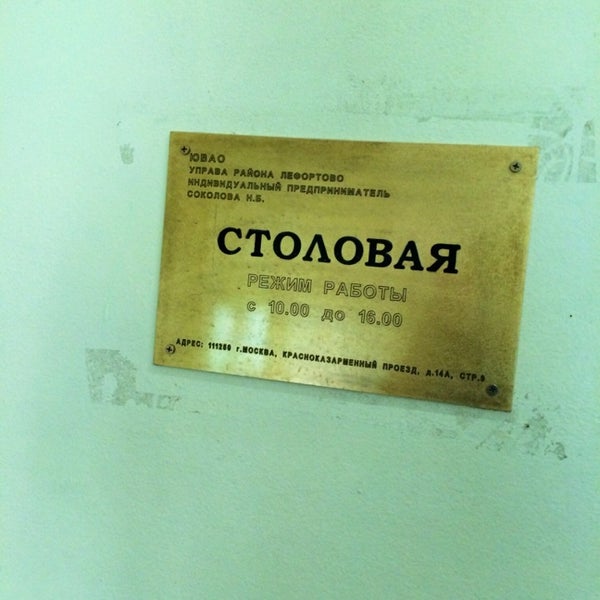 ЮВАО
УПРАВА РАЙОНА ЛЕФОРТОВО
ИНДИВИДУАЛЬНЫЙ ПРЕДПРИНИМАТЕЛЬ
СОКОЛОВА Н.Б.
СТОЛОВАЯ
РЕЖИМ РАБОТЫ
с 10.00 до 16.00
АДРЕС: 111250 г.МОСКВА, КРАСНОКАЗАРМЕННЫЙ ПРОЕЗД, д.14А, СТР.9